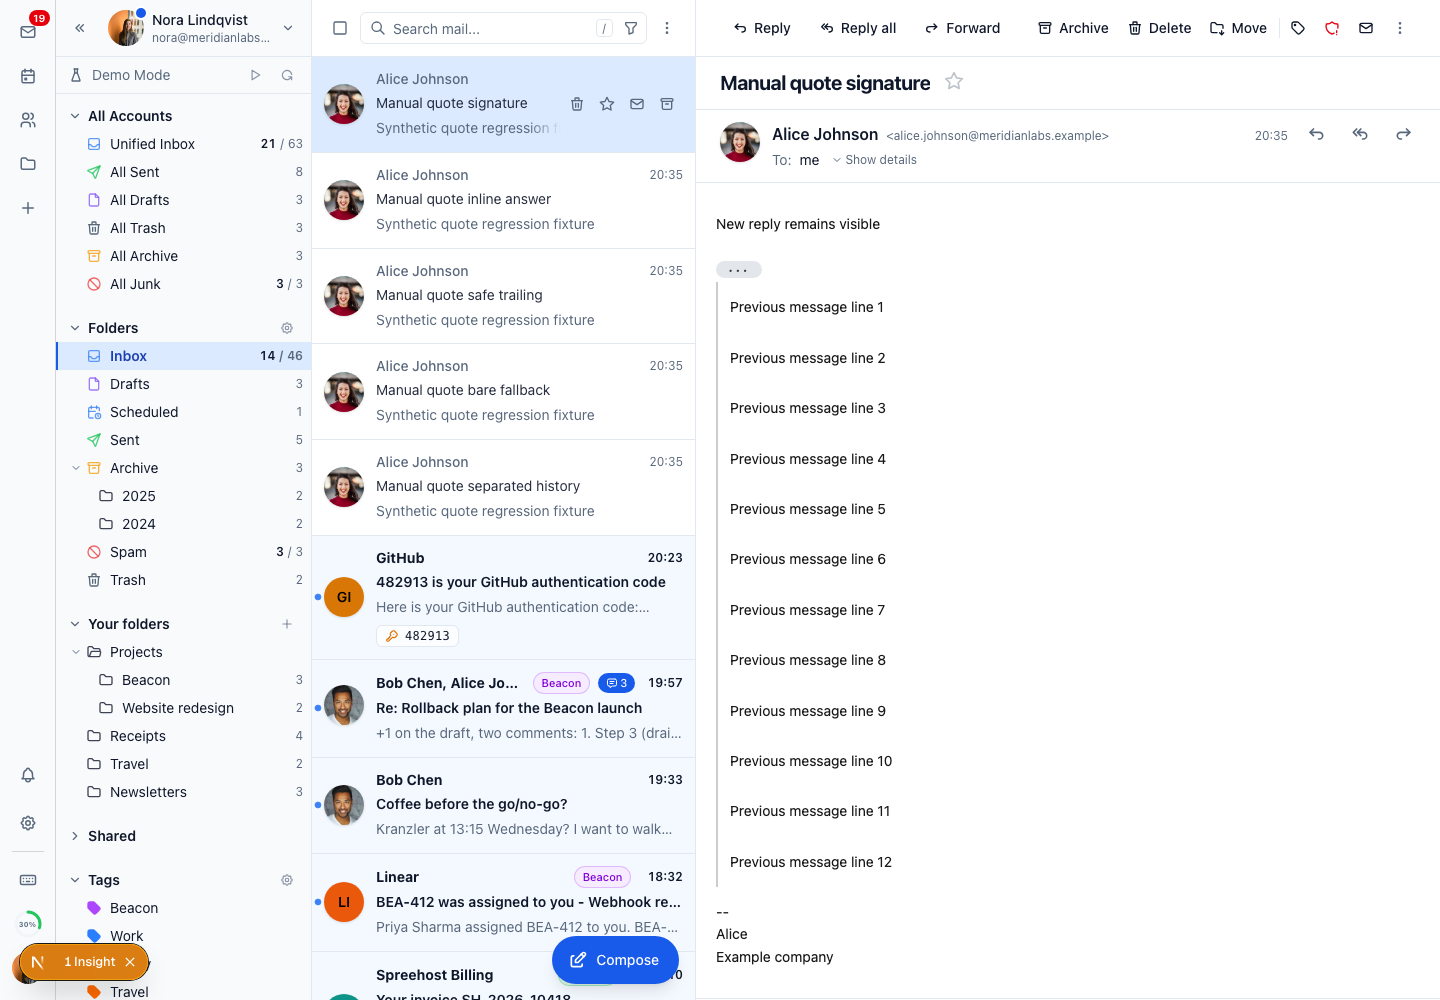 19
Nora Lindqvist
nora@meridianlabs...
Demo Mode
All Accounts
Unified Inbox 21 / 63
All Sent 8
All Drafts 3
All Trash 3
All Archive 3
All Junk 3 / 3
Folders
Inbox 14 / 46
Drafts 3
Scheduled 1
Sent 5
Archive 3
2025 2
2024 2
Spam 3 / 3
Trash 2
Your folders
Projects
Beacon 3
Website redesign 2
Receipts 4
Travel 2
Newsletters 3
Shared
Tags
Beacon
Work
Travel
30%
N 1 Insight
Search mail... /
Alice Johnson
Manual quote signature
Synthetic quote regression f
Alice Johnson 20:35
Manual quote inline answer
Synthetic quote regression fixture
Alice Johnson 20:35
Manual quote safe trailing
Synthetic quote regression fixture
Alice Johnson 20:35
Manual quote bare fallback
Synthetic quote regression fixture
Alice Johnson 20:35
Manual quote separated history
Synthetic quote regression fixture
GI
GitHub 20:23
482913 is your GitHub authentication code
Here is your GitHub authentication code:...
482913
Bob Chen, Alice Jo... Beacon 3 19:57
Re: Rollback plan for the Beacon launch
+1 on the draft, two comments: 1. Step 3 (drai...
Bob Chen 19:33
Coffee before the go/no-go?
Kranzler at 13:15 Wednesday? I want to walk...
LI
Linear Beacon 18:32
BEA-412 was assigned to you - Webhook re...
Priya Sharma assigned BEA-412 to you. BEA-...
Spreehost Billing
Your invoice SH-2026-10418
Compose
Reply Reply all Forward Archive Delete Move
Manual quote signature
Alice Johnson <alice.johnson@meridianlabs.example> 20:35
To: me Show details
New reply remains visible
...
Previous message line 1
Previous message line 2
Previous message line 3
Previous message line 4
Previous message line 5
Previous message line 6
Previous message line 7
Previous message line 8
Previous message line 9
Previous message line 10
Previous message line 11
Previous message line 12
--
Alice
Example company